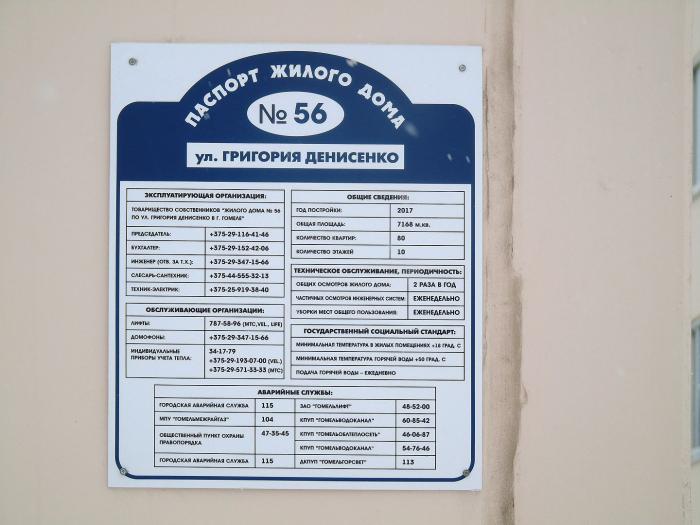 ПАСПОРТ ЖИЛОГО ДОМА
№ 56
ул. ГРИГОРИЯ ДЕНИСЕНКО
ЭКСПЛУАТИРУЮЩАЯ ОРГАНИЗАЦИЯ:
ТОВАРИЩЕСТВО СОБСТВЕННИКОВ "ЖИЛОГО ДОМА № 56
ПО УЛ. ГРИГОРИЯ ДЕНИСЕНКО В Г. ГОМЕЛЕ"
ПРЕДСЕДАТЕЛЬ: +375-29-116-41-46
БУХГАЛТЕР: +375-29-152-42-06
ИНЖЕНЕР (ОТВ. ЗА Т.Х.): +375-29-347-15-66
СЛЕСАРЬ-САНТЕХНИК: +375-44-555-32-13
ТЕХНИК-ЭЛЕКТРИК: +375-25-919-38-40
ОБСЛУЖИВАЮЩИЕ ОРГАНИЗАЦИИ:
ЛИФТЫ: 787-58-96 (МТС, VEL, LIFE)
ДОМОФОНЫ: +375-29-347-15-66
ИНДИВИДУАЛЬНЫЕ
ПРИБОРЫ УЧЕТА ТЕПЛА:
34-17-79
+375-29-193-07-00 (VEL)
+375-29-571-33-33 (МТС)
ОБЩИЕ СВЕДЕНИЯ:
ГОД ПОСТРОЙКИ: 2017
ОБЩАЯ ПЛОЩАДЬ: 7168 М.КВ.
КОЛИЧЕСТВО КВАРТИР: 80
КОЛИЧЕСТВО ЭТАЖЕЙ 10
ТЕХНИЧЕСКОЕ ОБСЛУЖИВАНИЕ, ПЕРИОДИЧНОСТЬ:
ОБЩИХ ОСМОТРОВ ЖИЛОГО ДОМА: 2 РАЗА В ГОД
ЧАСТИЧНЫХ ОСМОТРОВ ИНЖЕНЕРНЫХ СИСТЕМ: ЕЖЕНЕДЕЛЬНО
УБОРКИ МЕСТ ОБЩЕГО ПОЛЬЗОВАНИЯ: ЕЖЕНЕДЕЛЬНО
ГОСУДАРСТВЕННЫЙ СОЦИАЛЬНЫЙ СТАНДАРТ:
МИНИМАЛЬНАЯ ТЕМПЕРАТУРА В ЖИЛЫХ ПОМЕЩЕНИЯХ +18 ГРАД. С
МИНИМАЛЬНАЯ ТЕМПЕРАТУРА ГОРЯЧЕЙ ВОДЫ +50 ГРАД. С
ПОДАЧА ГОРЯЧЕЙ ВОДЫ – ЕЖЕДНЕВНО
АВАРИЙНЫЕ СЛУЖБЫ:
ГОРОДСКАЯ АВАРИЙНАЯ СЛУЖБА 115
МПУ "ГОМЕЛЬМЕЖРАЙГАЗ" 104
ОБЩЕСТВЕННЫЙ ПУНКТ ОХРАНЫ 47-35-45
ПРАВОПОРЯДКА
ГОРОДСКАЯ АВАРИЙНАЯ СЛУЖБА 115
ЗАО "ГОМЕЛЬЛИФТ" 48-52-00
КПУП "ГОМЕЛЬВОДОКАНАЛ" 60-85-42
КПУП "ГОМЕЛЬОБЛТЕПЛОСЕТЬ" 46-06-87
КПУП "ГОМЕЛЬВОДОКАНАЛ" 54-76-46
ДКПУП "ГОМЕЛЬГОРСВЕТ" 113